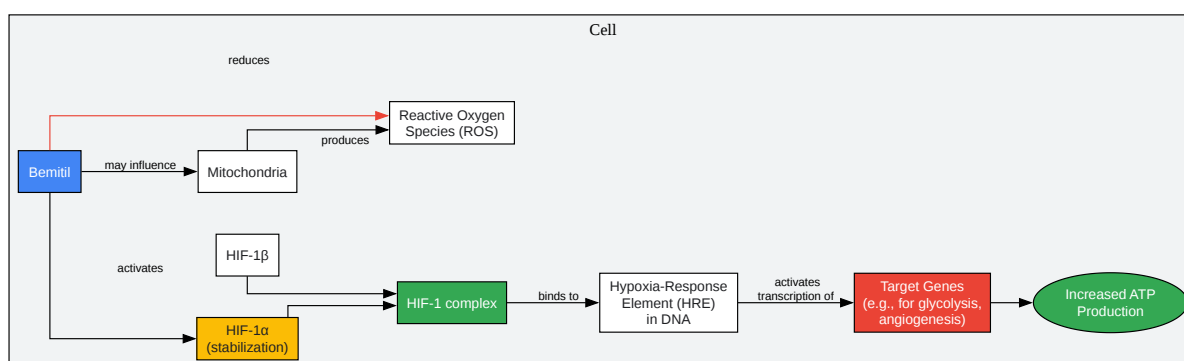 Cell
reduces
Reactive Oxygen
Species (ROS)
produces
Bemitil
may influence
Mitochondria
HIF-1β
activates
HIF-1α
(stabilization)
HIF-1 complex
binds to
Hypoxia-Response
Element (HRE)
in DNA
activates
transcription of
Target Genes
(e.g., for glycolysis,
angiogenesis)
Increased ATP
Production